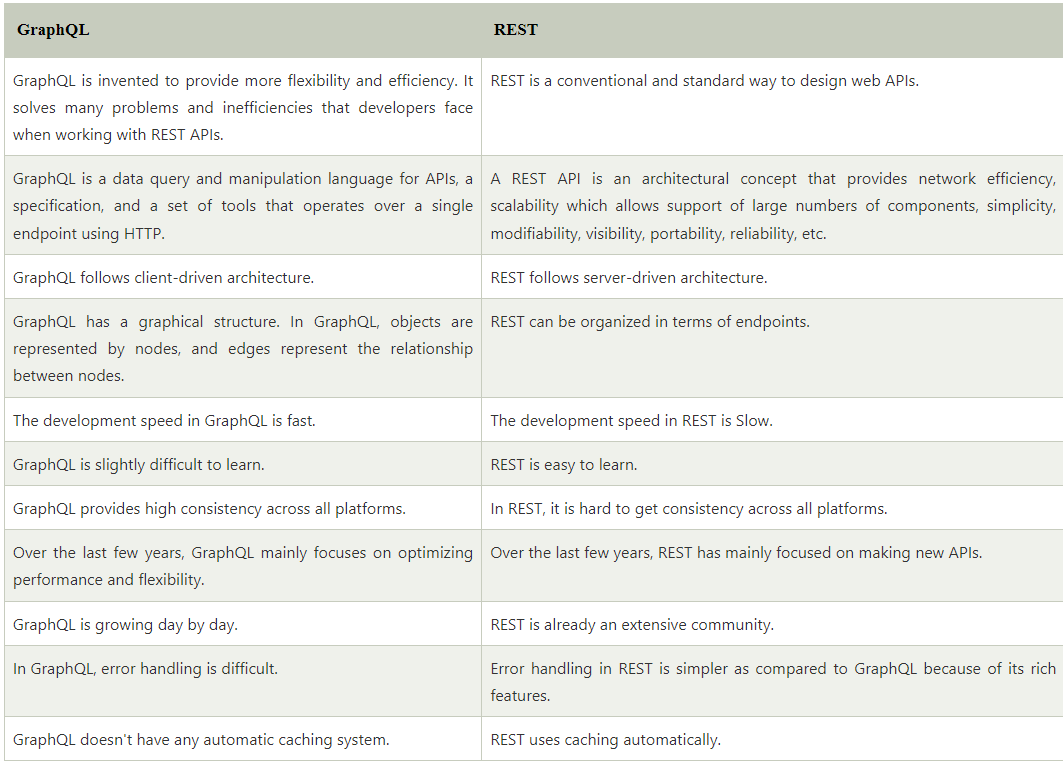 GraphQL
REST
GraphQL is invented to provide more flexibility and efficiency. It
solves many problems and inefficiencies that developers face
when working with REST APIs.
REST is a conventional and standard way to design web APIs.
GraphQL is a data query and manipulation language for APIs, a
specification, and a set of tools that operates over a single
endpoint using HTTP.
A REST API is an architectural concept that provides network efficiency,
scalability which allows support of large numbers of components, simplicity,
modifiability, visibility, portability, reliability, etc.
GraphQL follows client-driven architecture.
REST follows server-driven architecture.
GraphQL has a graphical structure. In GraphQL, objects are
represented by nodes, and edges represent the relationship
between nodes.
REST can be organized in terms of endpoints.
The development speed in GraphQL is fast.
The development speed in REST is Slow.
GraphQL is slightly difficult to learn.
REST is easy to learn.
GraphQL provides high consistency across all platforms.
In REST, it is hard to get consistency across all platforms.
Over the last few years, GraphQL mainly focuses on optimizing
performance and flexibility.
Over the last few years, REST has mainly focused on making new APIs.
GraphQL is growing day by day.
REST is already an extensive community.
In GraphQL, error handling is difficult.
Error handling in REST is simpler as compared to GraphQL because of its rich
features.
GraphQL doesn't have any automatic caching system.
REST uses caching automatically.